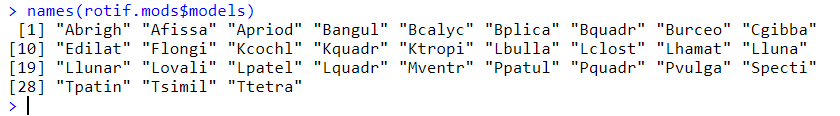 > names(rotif.mods$models)
[1] "Abrigh" "Afissa" "Apriod" "Bangul" "Bcalyc" "Bplica" "Bquadr" "Burceo" "Cgibba"
[10] "Edilat" "Flongi" "Kcochl" "Kquadr" "Ktropi" "Lbulla" "Lclost" "Lhamat" "Lluna"
[19] "Llunar" "Lovali" "Lpatel" "Lquadr" "Mventr" "Ppatul" "Pquadr" "Pvulga" "Specti"
[28] "Tpatin" "Tsimil" "Ttetra"
>